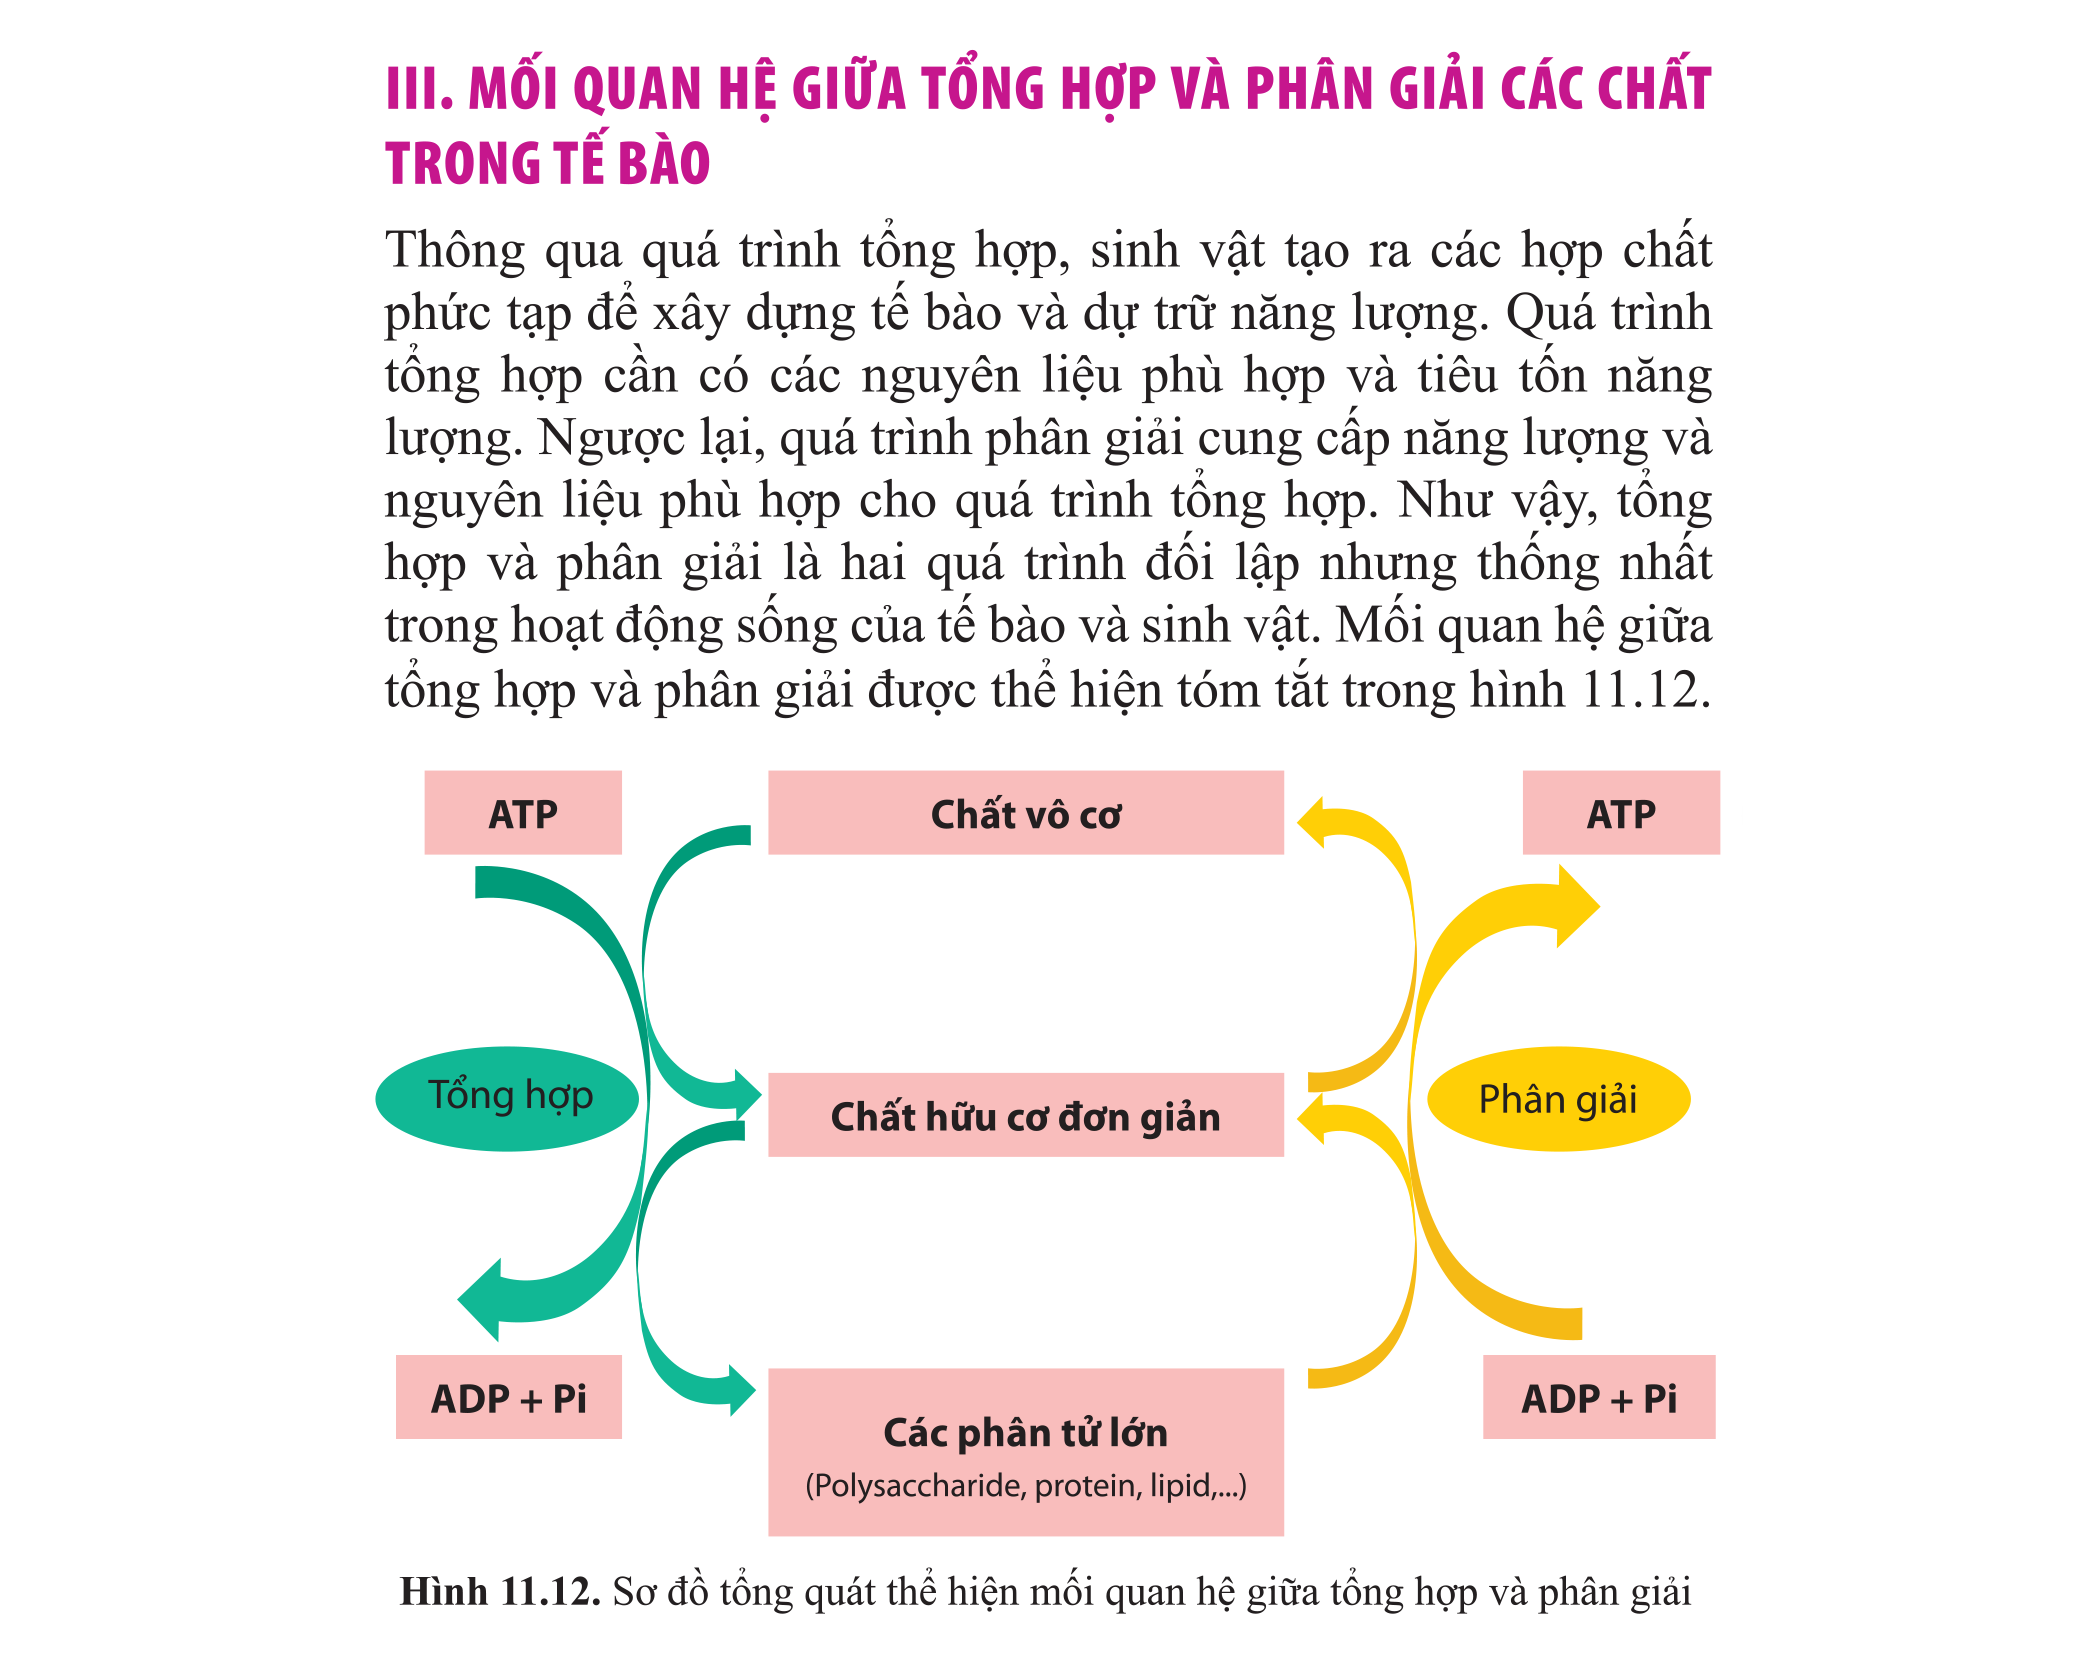 III. MỐI QUAN HỆ GIỮA TỔNG HỢP VÀ PHÂN GIẢI CÁC CHẤT
TRONG TẾ BÀO
Thông qua quá trình tổng hợp, sinh vật tạo ra các hợp chất
phức tạp để xây dựng tế bào và dự trữ năng lượng. Quá trình
tổng hợp cần có các nguyên liệu phù hợp và tiêu tốn năng
lượng. Ngược lại, quá trình phân giải cung cấp năng lượng và
nguyên liệu phù hợp cho quá trình tổng hợp. Như vậy, tổng
hợp và phân giải là hai quá trình đối lập nhưng thống nhất
trong hoạt động sống của tế bào và sinh vật. Mối quan hệ giữa
tổng hợp và phân giải được thể hiện tóm tắt trong hình 11.12.
ATP
Chất vô cơ
ATP
Tổng hợp
Chất hữu cơ đơn giản
Phân giải
ADP + Pi
Các phân tử lớn
(Polysaccharide, protein, lipid,...)
ADP + Pi
Hình 11.12. Sơ đồ tổng quát thể hiện mối quan hệ giữa tổng hợp và phân giải